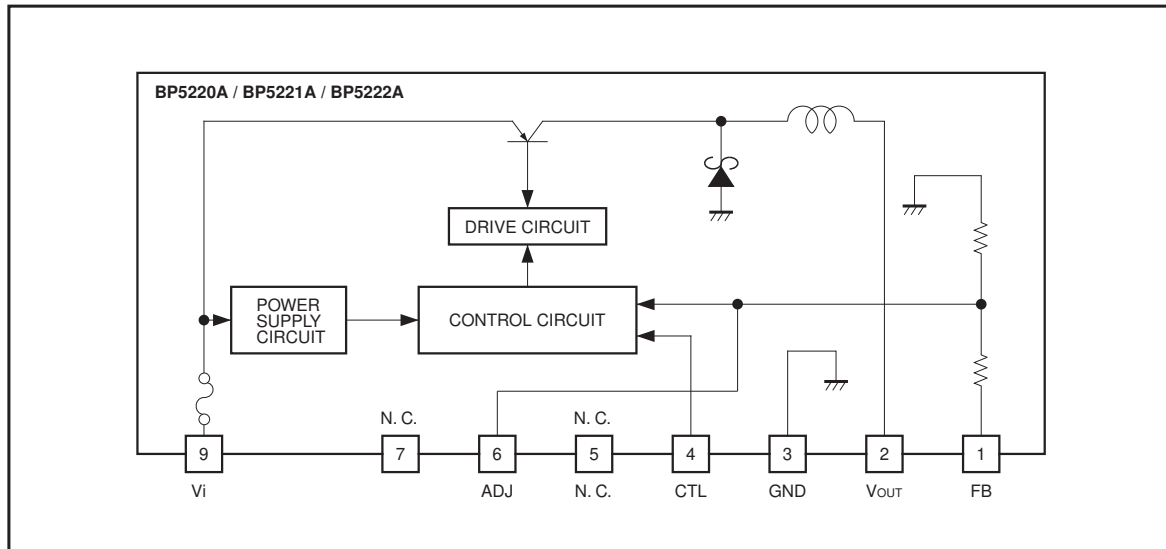 BP5220A / BP5221A / BP5222A
DRIVE CIRCUIT
POWER
SUPPLY
CIRCUIT
CONTROL CIRCUIT
N. C.
N. C.
9
7
6
5
4
3
2
1
Vi
ADJ
N. C.
CTL
GND
VOUT
FB